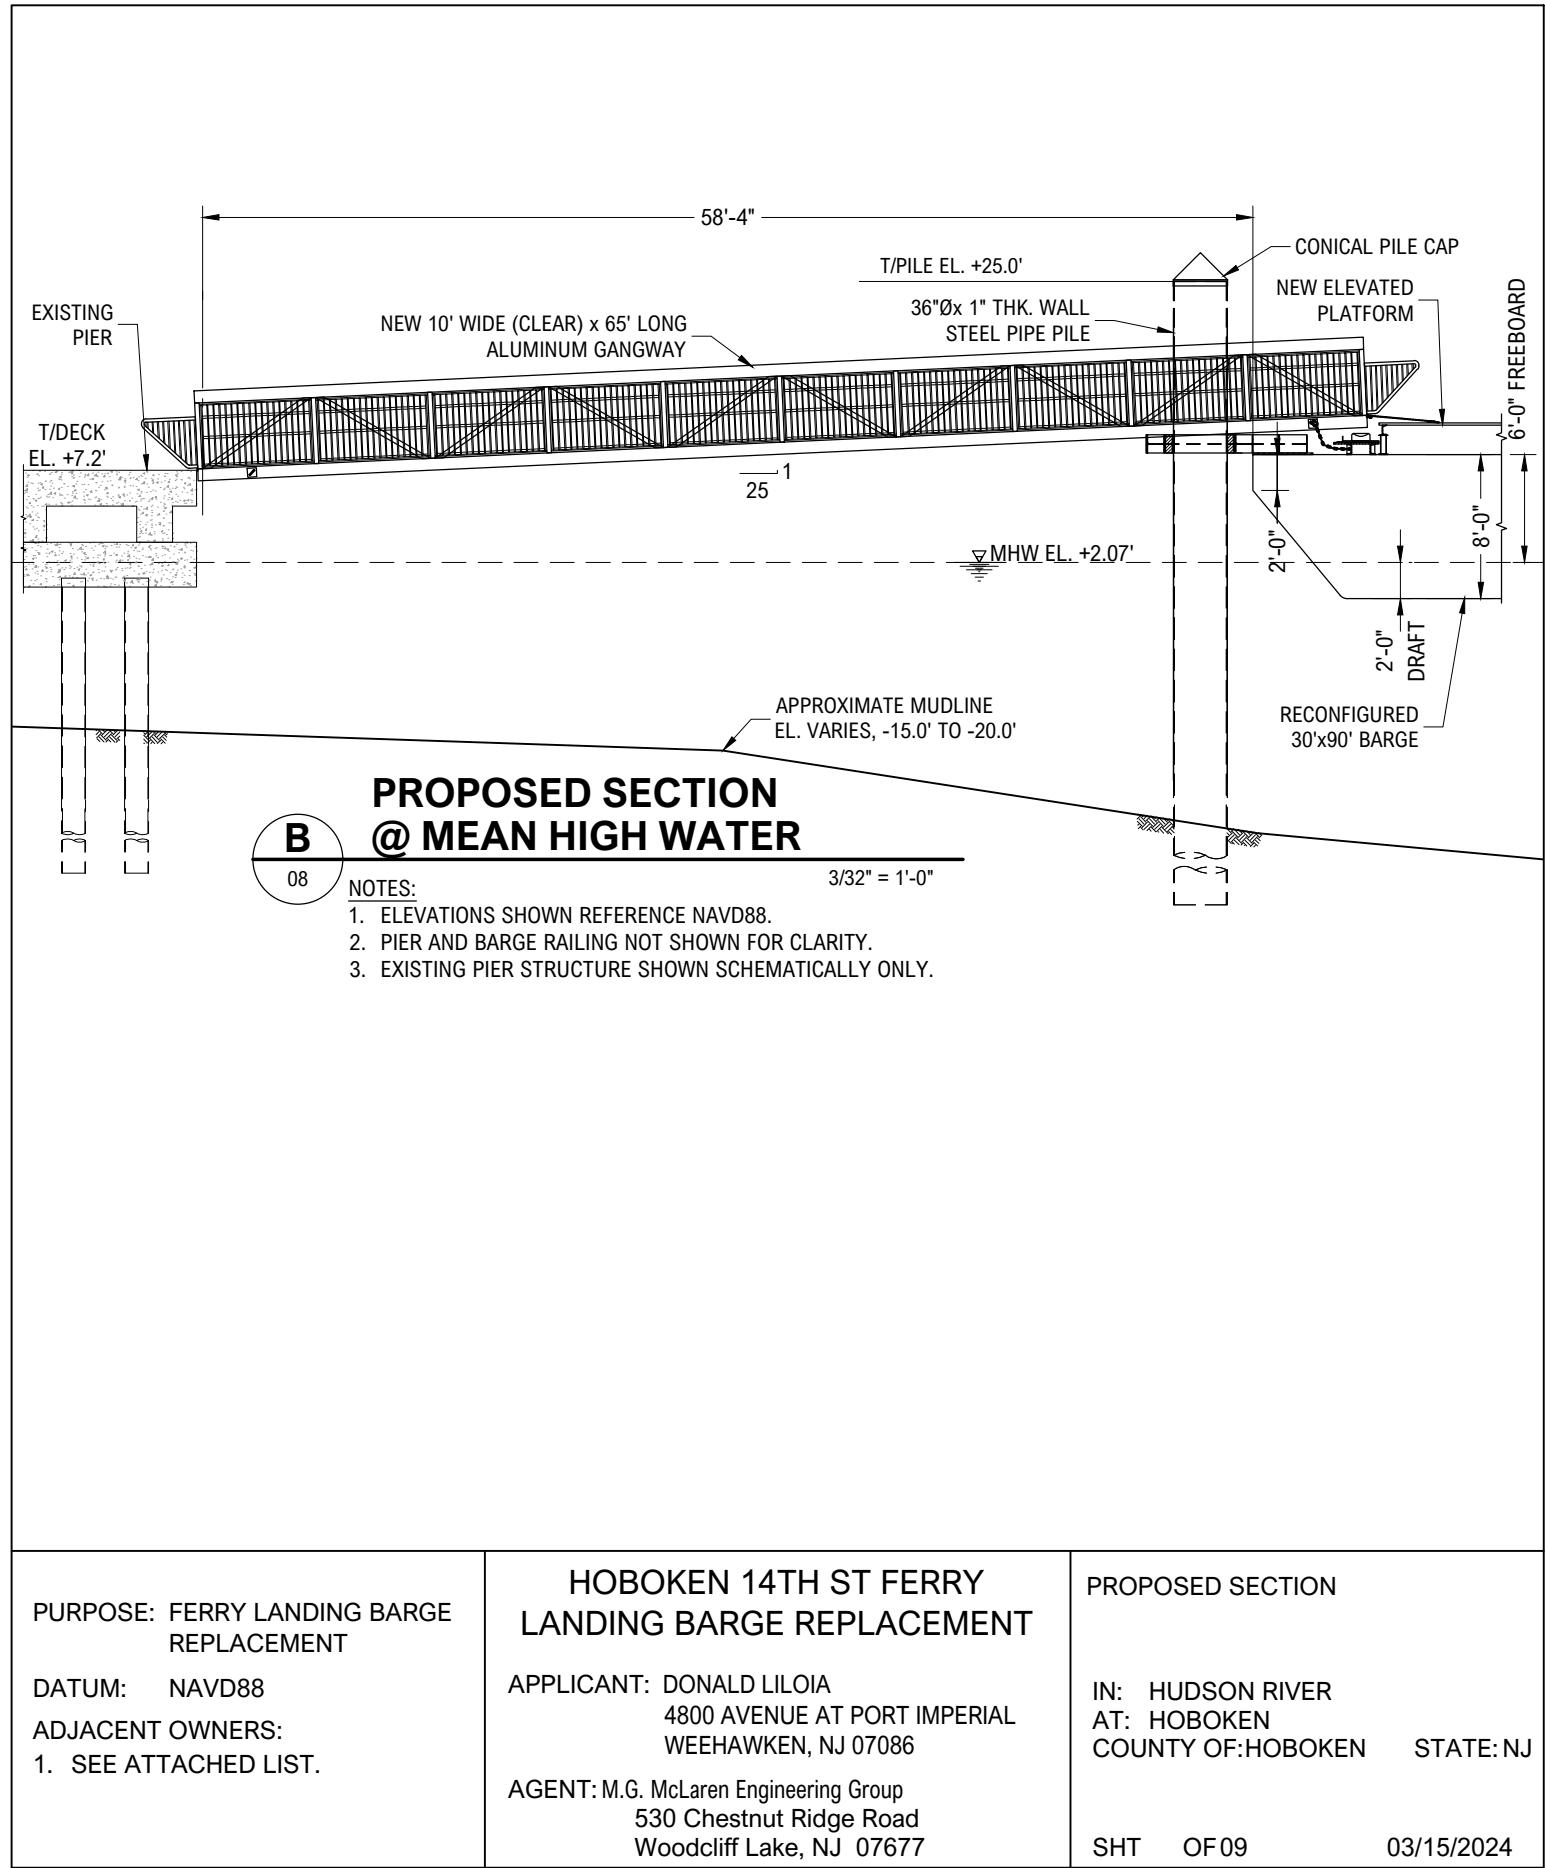 58'-4"
CONICAL PILE CAP
T/PILE EL. +25.0'
NEW ELEVATED
PLATFORM
6'-0" FREEBOARD
EXISTING
PIER
NEW 10' WIDE (CLEAR) x 65' LONG
ALUMINUM GANGWAY
36"Øx 1" THK. WALL
STEEL PIPE PILE
T/DECK
EL. +7.2'
1
25
MHW EL. +2.07'
2'-0"
8'-0"
2'-0"
DRAFT
APPROXIMATE MUDLINE
EL. VARIES, -15.0' TO -20.0'
RECONFIGURED
30'x90' BARGE
B
08
PROPOSED SECTION
@ MEAN HIGH WATER
3/32" = 1'-0"
NOTES:
1. ELEVATIONS SHOWN REFERENCE NAVD88.
2. PIER AND BARGE RAILING NOT SHOWN FOR CLARITY.
3. EXISTING PIER STRUCTURE SHOWN SCHEMATICALLY ONLY.
PURPOSE: FERRY LANDING BARGE
REPLACEMENT
DATUM: NAVD88
ADJACENT OWNERS:
1. SEE ATTACHED LIST.
HOBOKEN 14TH ST FERRY
LANDING BARGE REPLACEMENT
APPLICANT: DONALD LILOIA
4800 AVENUE AT PORT IMPERIAL
WEEHAWKEN, NJ 07086
AGENT: M.G. McLaren Engineering Group
530 Chestnut Ridge Road
Woodcliff Lake, NJ 07677
PROPOSED SECTION
IN: HUDSON RIVER
AT: HOBOKEN
COUNTY OF:HOBOKEN STATE: NJ
SHT OF 09 03/15/2024